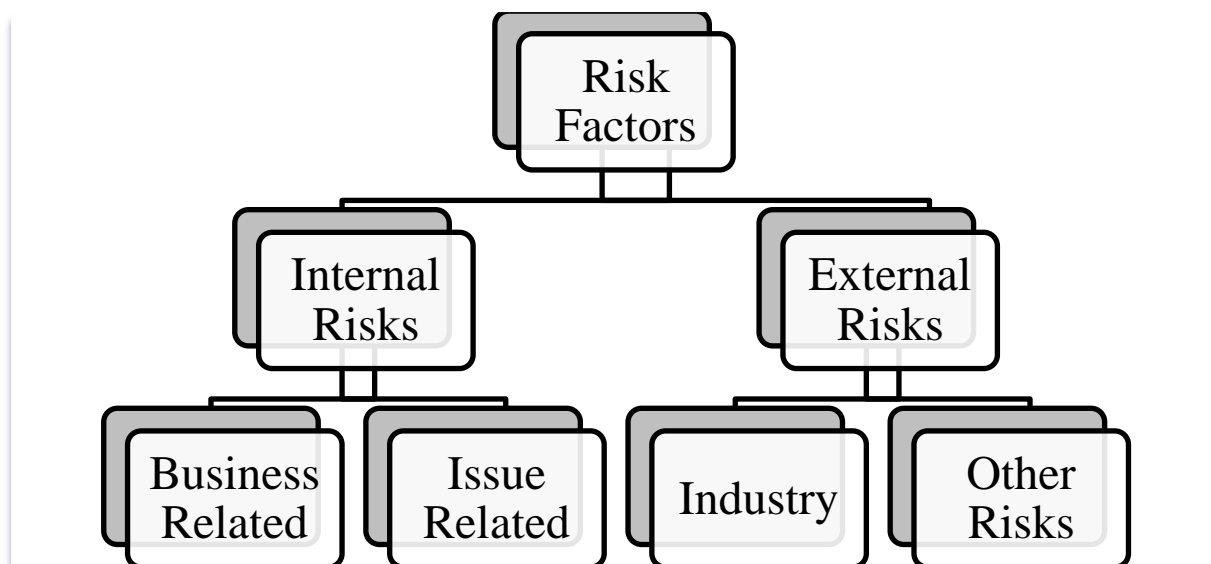 Risk
Factors
Internal
Risks
External
Risks
Business
Related
Issue
Related
Industry
Other
Risks